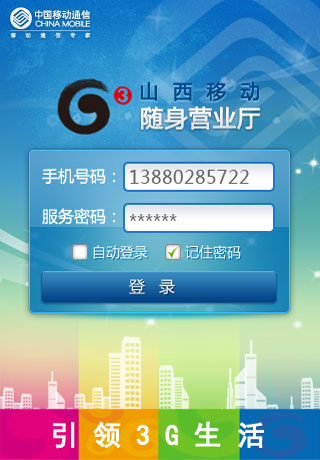 中国移动通信
CHINA MOBILE
移动通信专家
3 山西移动
随身营业厅
手机号码： 13880285722
服务密码： ******
自动登录 记住密码
登 录
引领3G生活